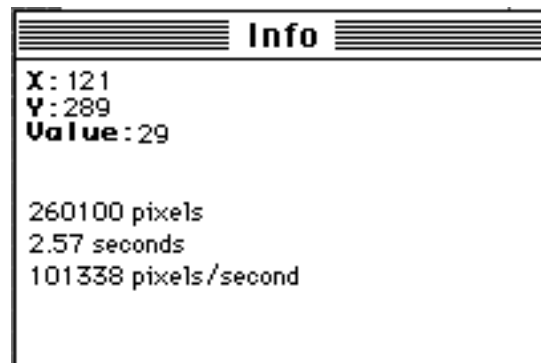 Info
X:121
Y:289
Value:29
260100 pixels
2.57 seconds
101338 pixels/second